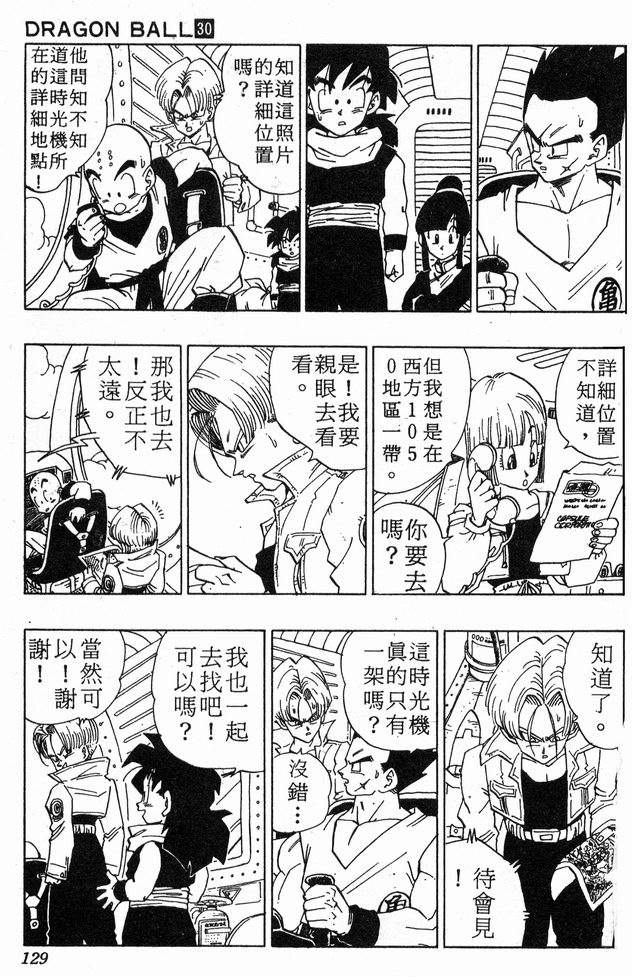 DRAGON BALL 30
知道這照片
的詳細位置
嗎?
他問知不知
道這時光機所
在的詳細地
點!
亀
詳細位置
不知道,
但我想是在
西方105
0地區一帶。
你要去
嗎?
CAPSULE
CORPORATION
是!我要
親眼去看
看。
那我也去
!反正不
太遠。
知道了。
待會見
!
這時光機
真的只有
一架嗎?
沒錯…
我也一起
去找吧!
可以嗎?
當然可
以!謝
謝!
129